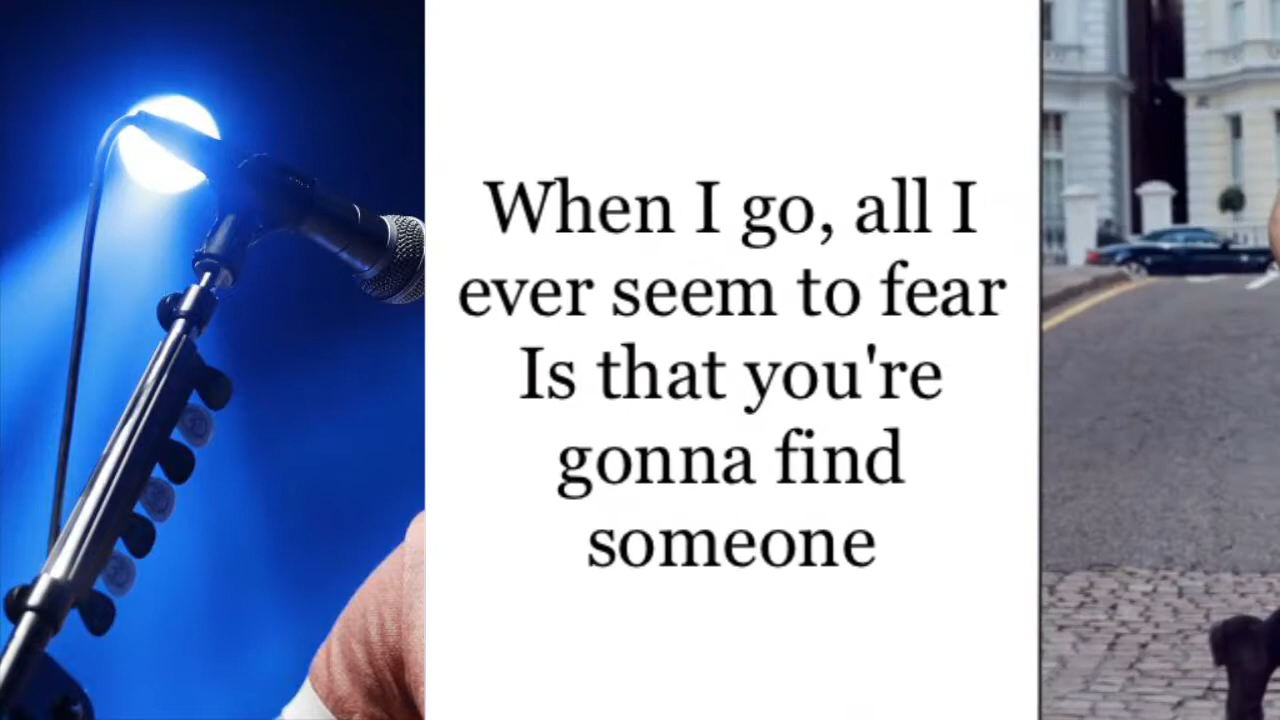 When I go, all I
ever seem to fear
Is that you're
gonna find
someone